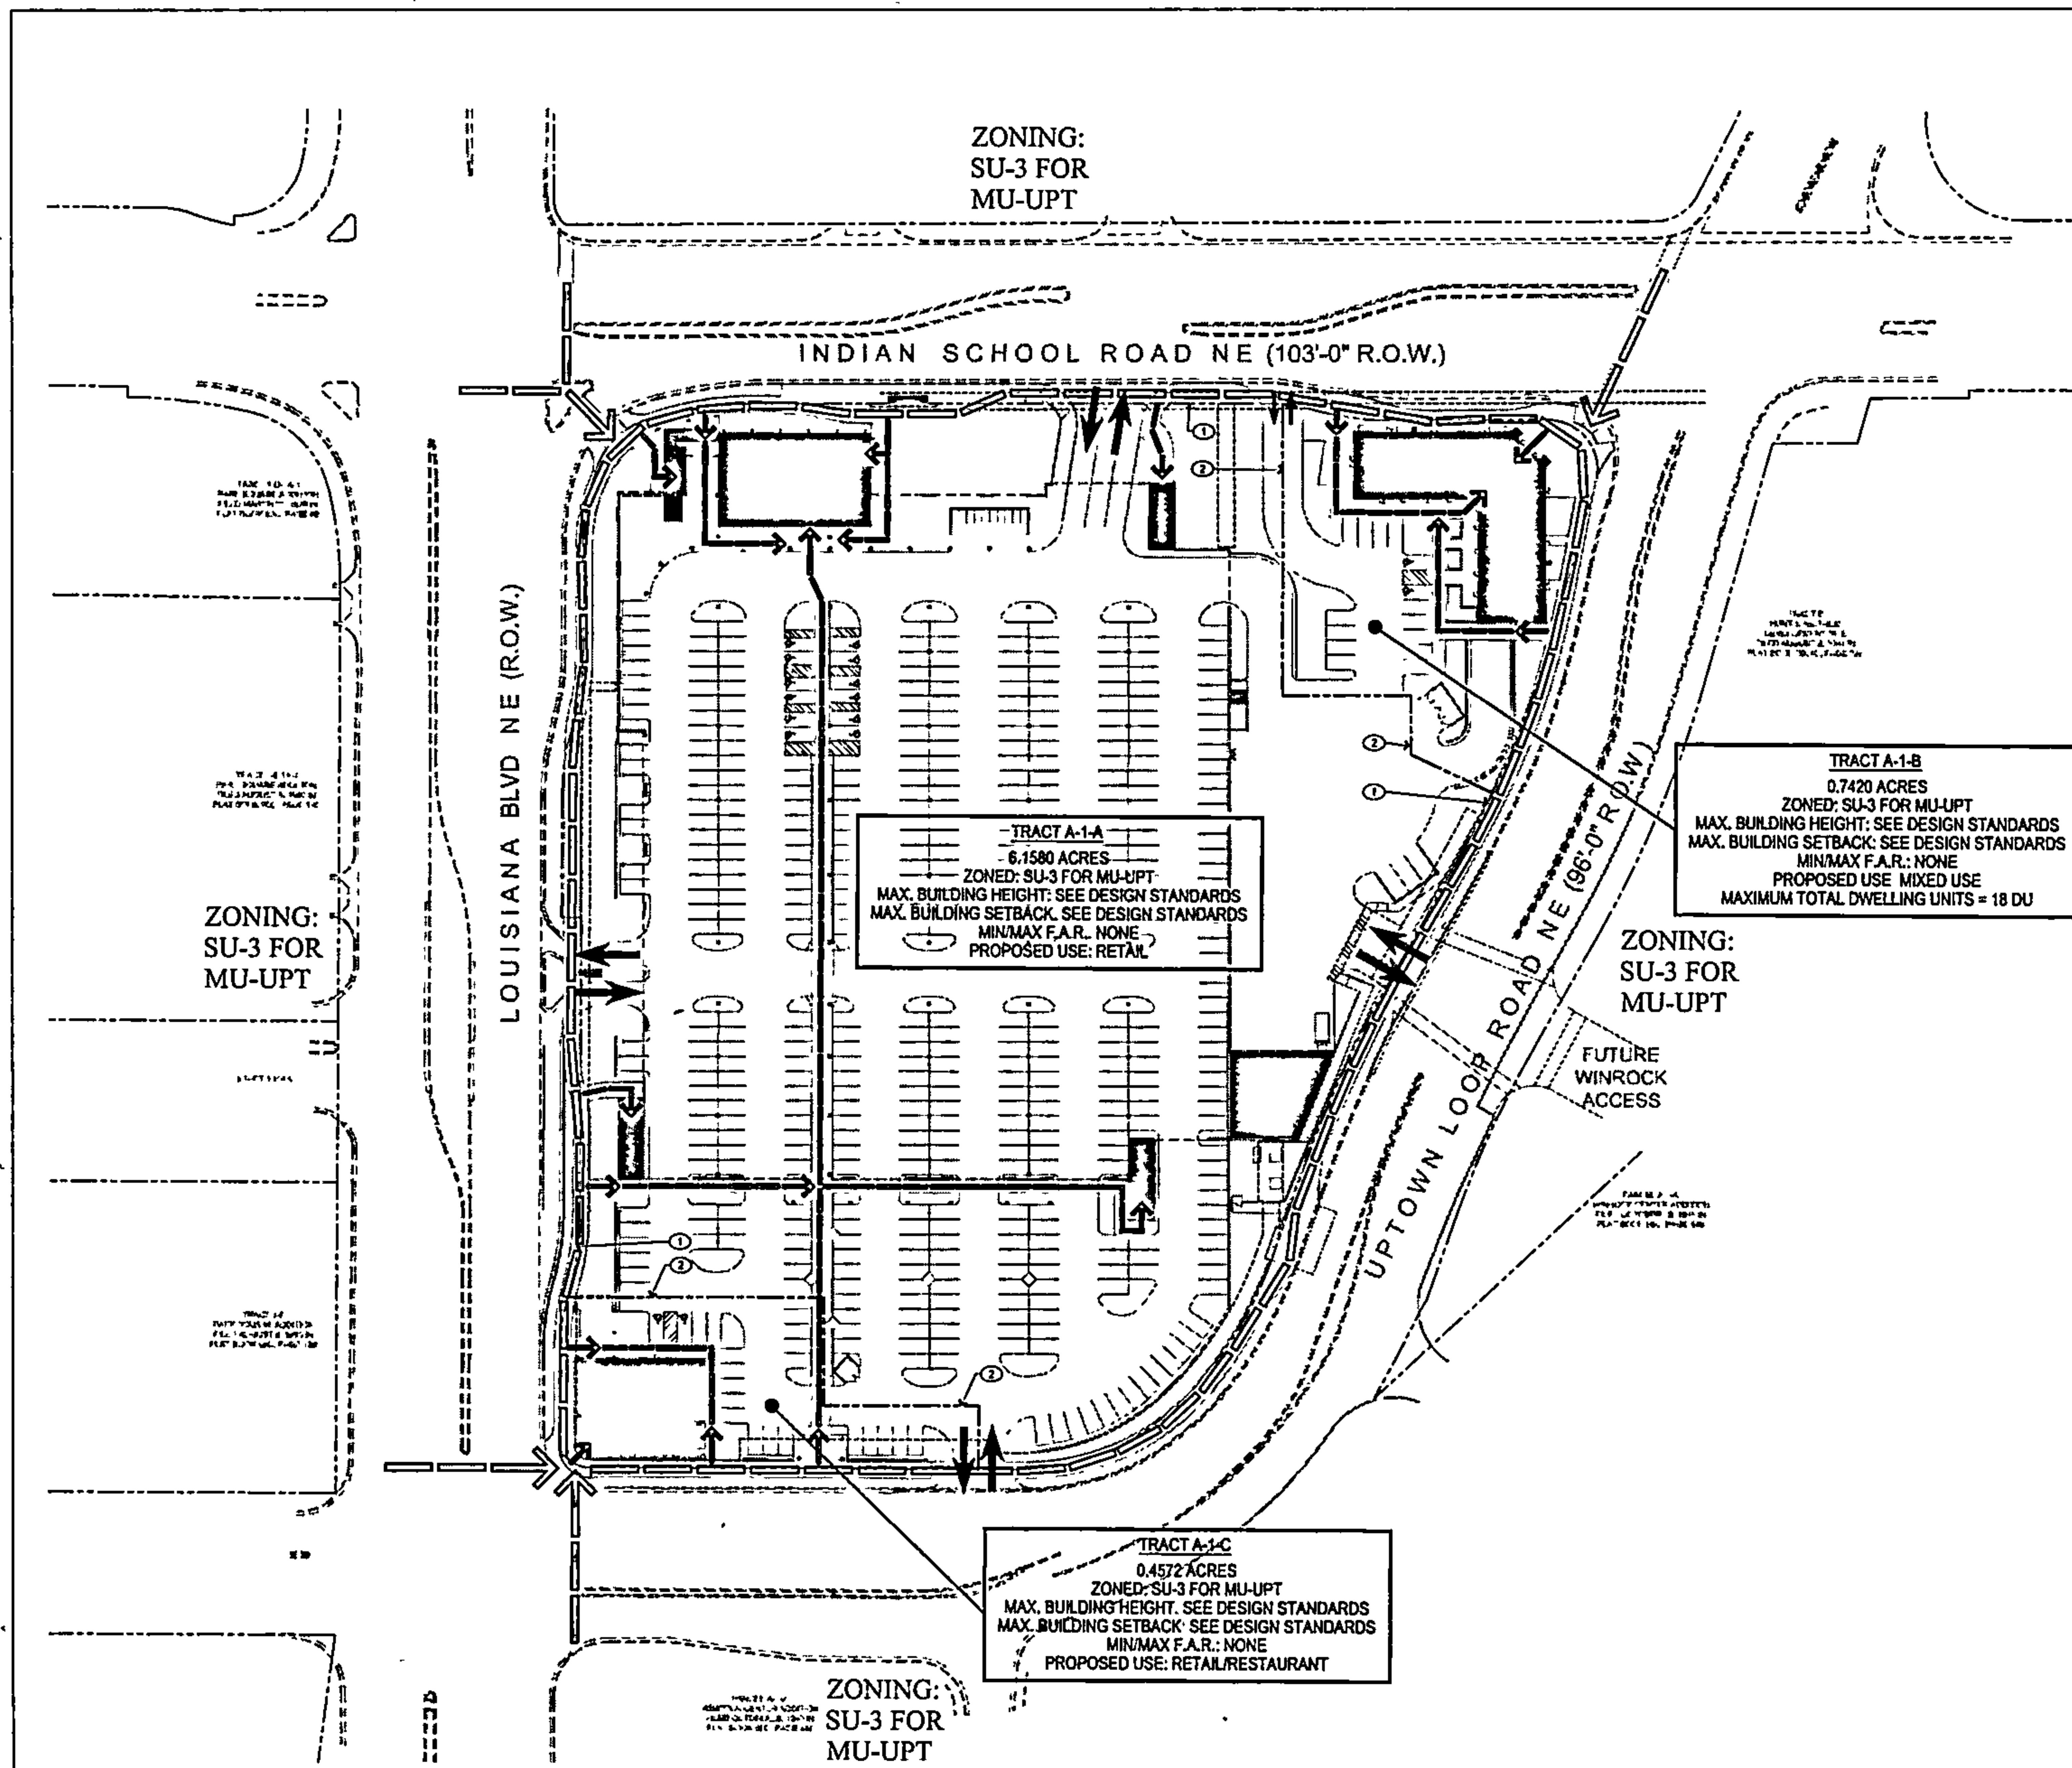 ZONING:
SU-3 FOR
MU-UPT
INDIAN SCHOOL ROAD NE (103'-0" R.O.W.)
1
2
LOUISIANA BLVD NE (R.O.W.)
2
1
TRACT A-1-B
0.7420 ACRES
ZONED: SU-3 FOR MU-UPT
MAX. BUILDING HEIGHT: SEE DESIGN STANDARDS
MAX. BUILDING SETBACK: SEE DESIGN STANDARDS
MIN/MAX F.A.R.: NONE
PROPOSED USE MIXED USE
MAXIMUM TOTAL DWELLING UNITS = 18 DU
TRACT A-1-A
6.1580 ACRES
ZONED: SU-3 FOR MU-UPT
MAX. BUILDING HEIGHT: SEE DESIGN STANDARDS
MAX. BUILDING SETBACK. SEE DESIGN STANDARDS
MIN/MAX F.A.R.. NONE
PROPOSED USE: RETAIL
ZONING:
SU-3 FOR
MU-UPT
ZONING:
SU-3 FOR
MU-UPT
UPTOWN LOOP ROAD NE (96'-0" R.O.W.)
FUTURE
WINROCK
ACCESS
1
2
2
TRACT A-1-C
0.4572 ACRES
ZONED: SU-3 FOR MU-UPT
MAX. BUILDING HEIGHT. SEE DESIGN STANDARDS
MAX. BUILDING SETBACK: SEE DESIGN STANDARDS
MIN/MAX F.A.R.: NONE
PROPOSED USE: RETAIL/RESTAURANT
ZONING:
SU-3 FOR
MU-UPT